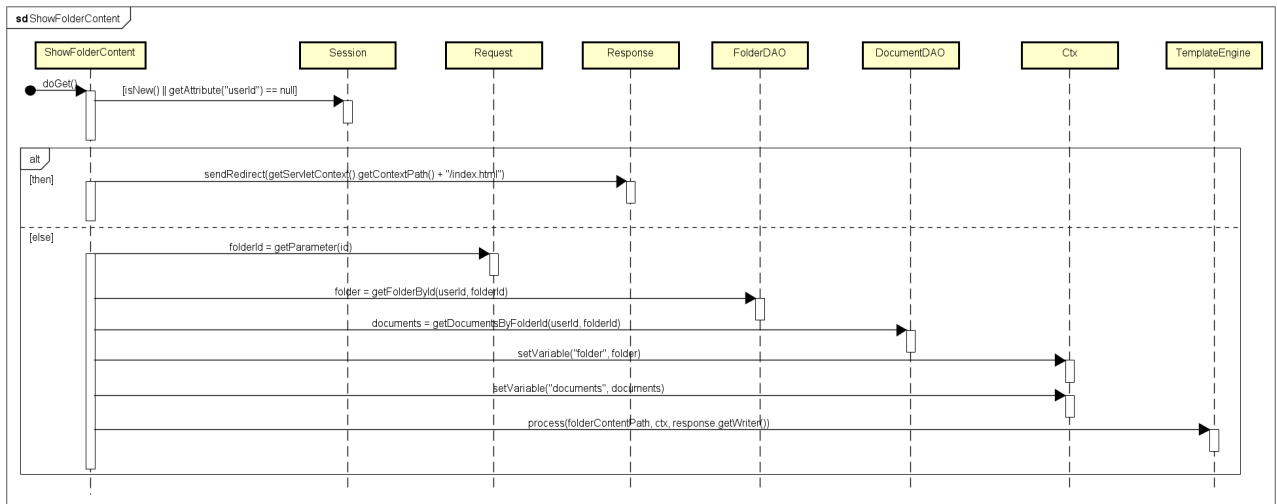 sd ShowFolderContent
ShowFolderContent
Session
Request
Response
FolderDAO
DocumentDAO
Ctx
TemplateEngine
doGet()
[isNew() || getAttribute("userId") == null]
alt
[then]
sendRedirect(getServletContext().getContextPath() + "/index.html")
[else]
folderId = getParameter(id)
folder = getFolderById(userId, folderId)
documents = getDocumentsByFolderId(userId, folderId)
setVariable("folder", folder)
setVariable("documents", documents)
process(folderContentPath, ctx, response.getWriter())